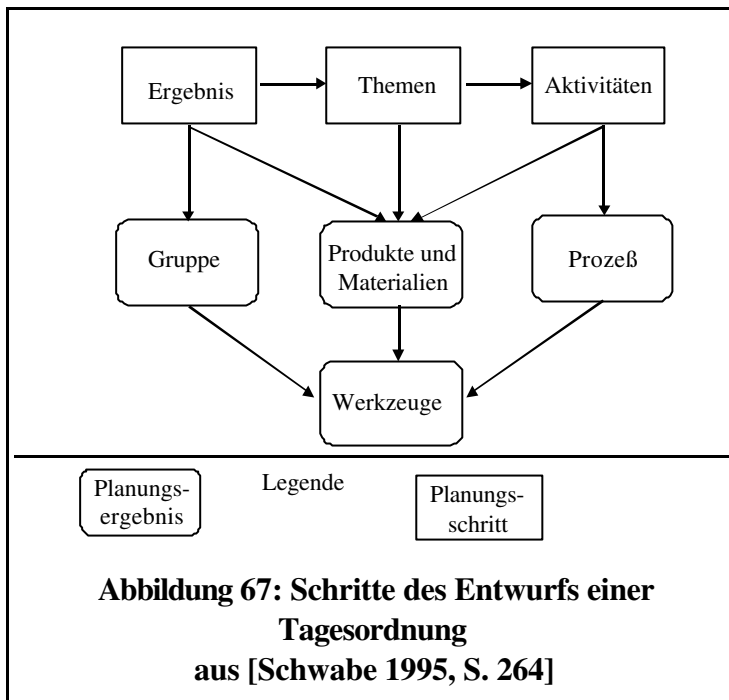 Ergebnis
Themen
Aktivitäten
Gruppe
Produkte und
Materialien
Prozeß
Werkzeuge
Planungs-
ergebnis
Legende
Planungs-
schritt
Abbildung 67: Schritte des Entwurfs einer
Tagesordnung
aus [Schwabe 1995, S. 264]